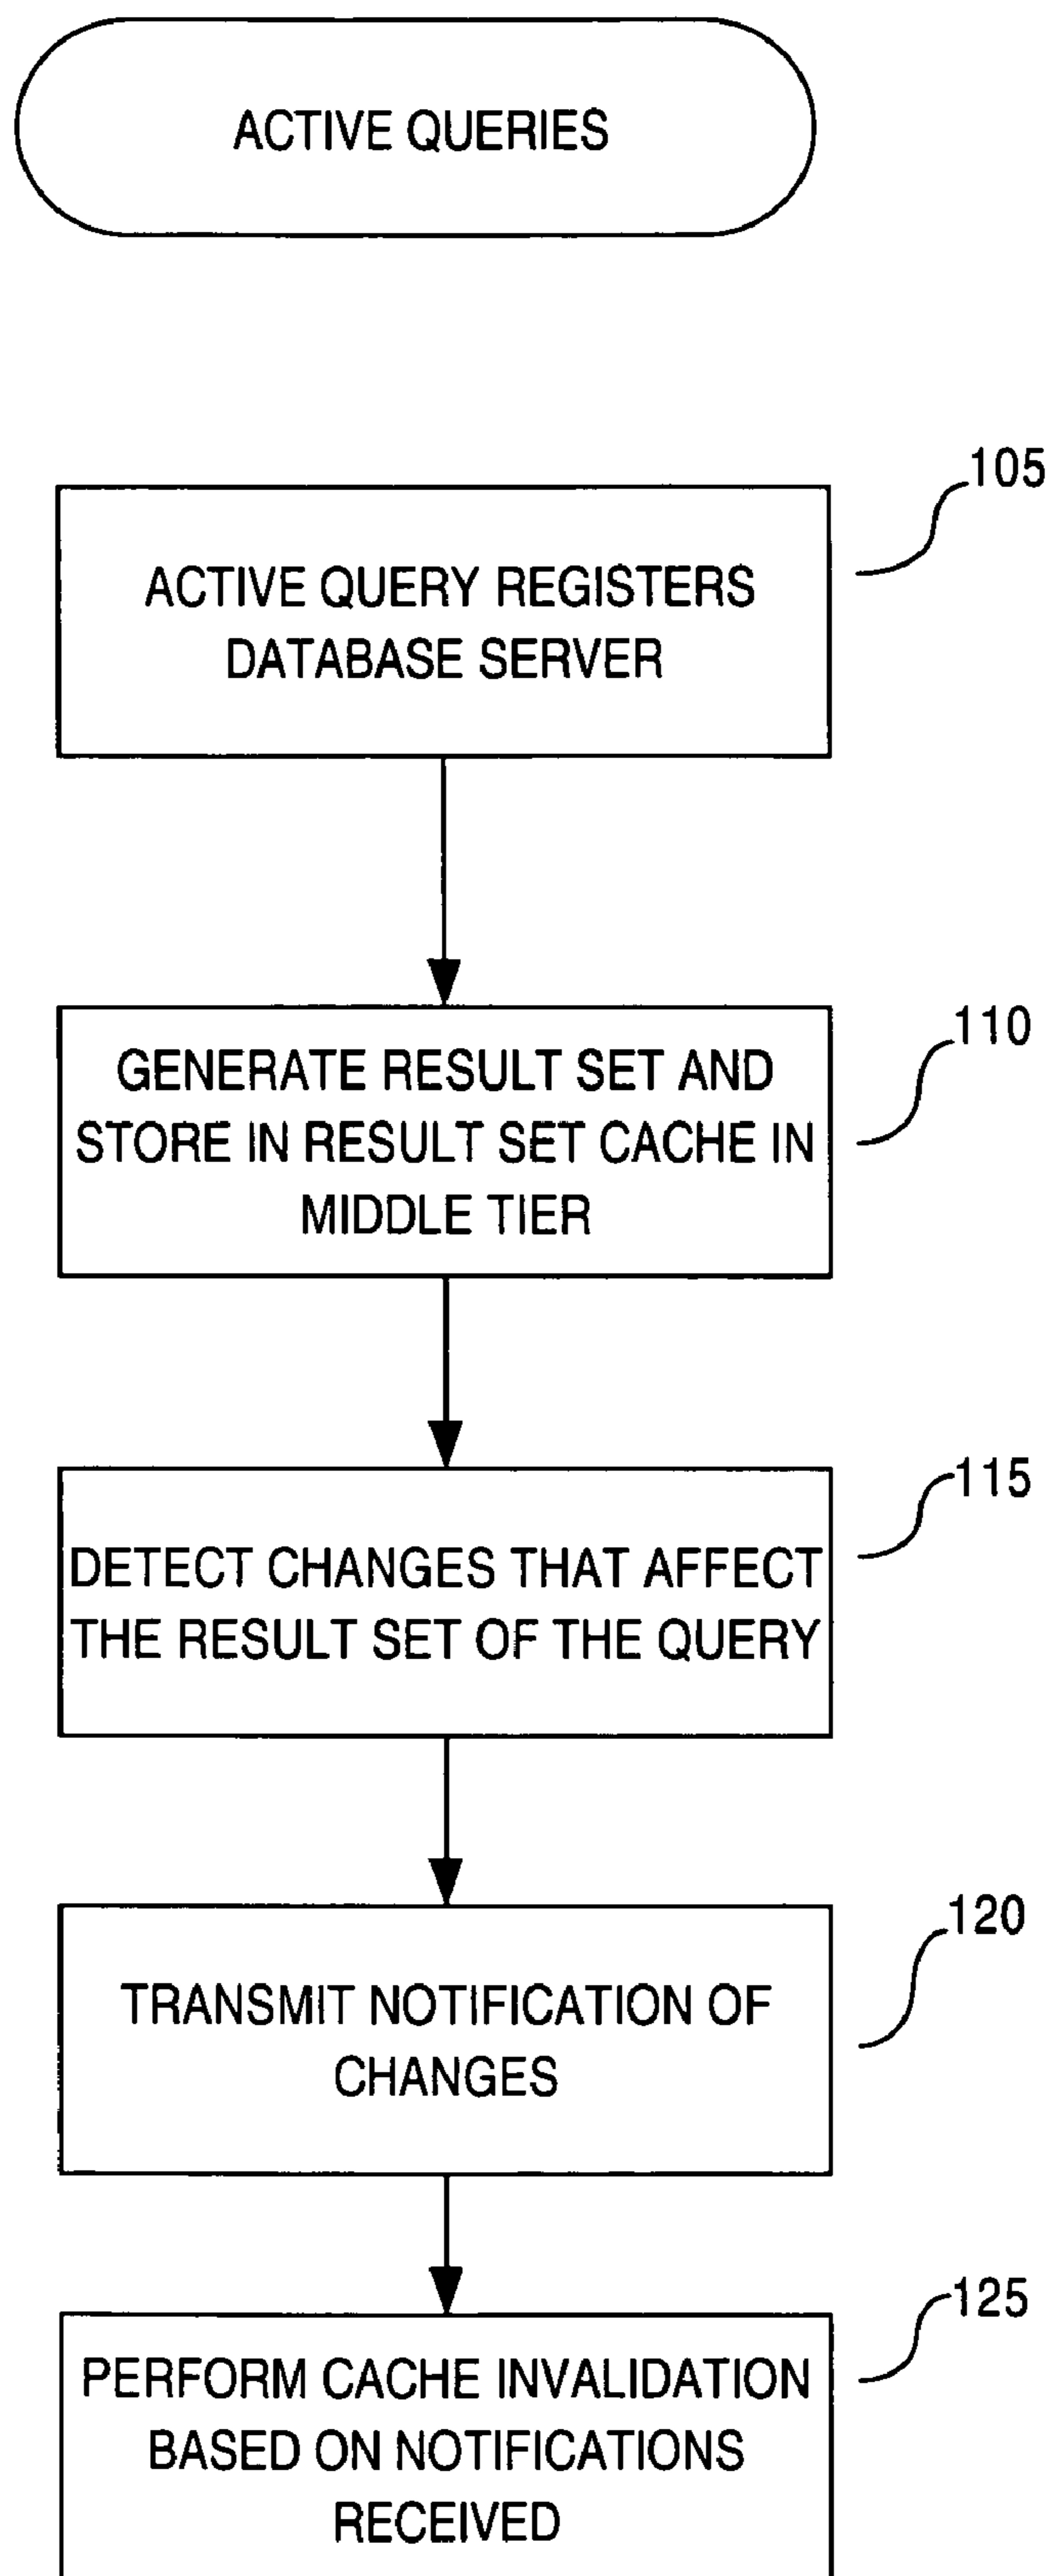 ACTIVE QUERIES
105
ACTIVE QUERY REGISTERS
DATABASE SERVER
110
GENERATE RESULT SET AND
STORE IN RESULT SET CACHE IN
MIDDLE TIER
115
DETECT CHANGES THAT AFFECT
THE RESULT SET OF THE QUERY
120
TRANSMIT NOTIFICATION OF
CHANGES
125
PERFORM CACHE INVALIDATION
BASED ON NOTIFICATIONS
RECEIVED